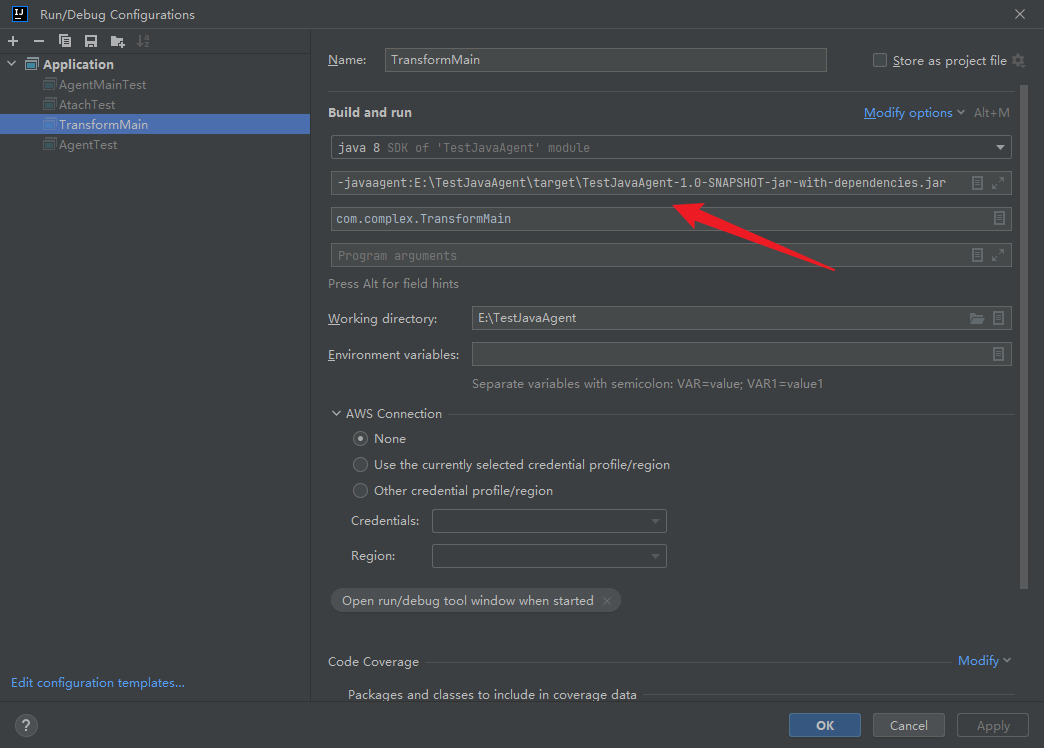 Run/Debug Configurations
Application
AgentMainTest
AtachTest
TransformMain
AgentTest
Edit configuration templates...
Name: TransformMain
Store as project file
Build and run
Modify options Alt+M
java 8 SDK of 'TestJavaAgent' module
-javaagent:E:\TestJavaAgent\target\TestJavaAgent-1.0-SNAPSHOT-jar-with-dependencies.jar
com.complex.TransformMain
Program arguments
Press Alt for field hints
Working directory: E:\TestJavaAgent
Environment variables:
Separate variables with semicolon: VAR=value; VAR1=value1
AWS Connection
None
Use the currently selected credential profile/region
Other credential profile/region
Credentials:
Region:
Open run/debug tool window when started
Code Coverage Modify
Packages and classes to include in coverage data
? OK Cancel Apply